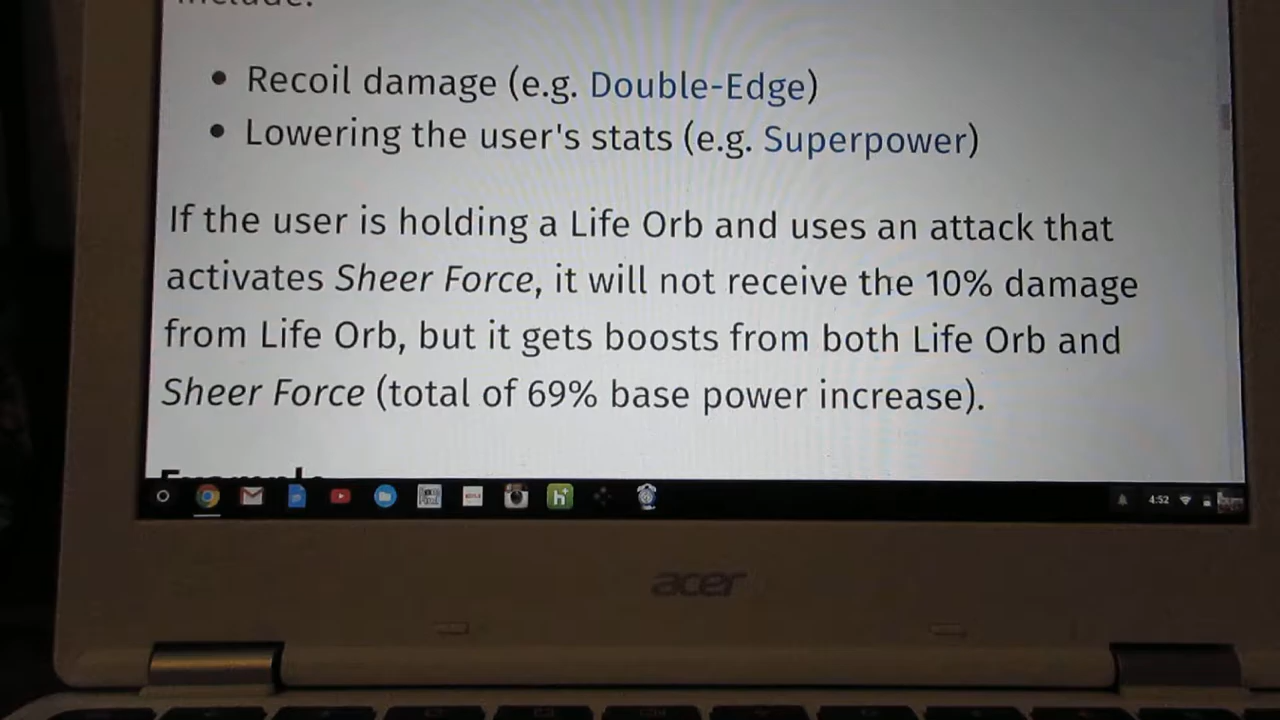 include:
Recoil damage (e.g. Double-Edge)
Lowering the user's stats (e.g. Superpower)
If the user is holding a Life Orb and uses an attack that
activates Sheer Force, it will not receive the 10% damage
from Life Orb, but it gets boosts from both Life Orb and
Sheer Force (total of 69% base power increase).
4:52
acer